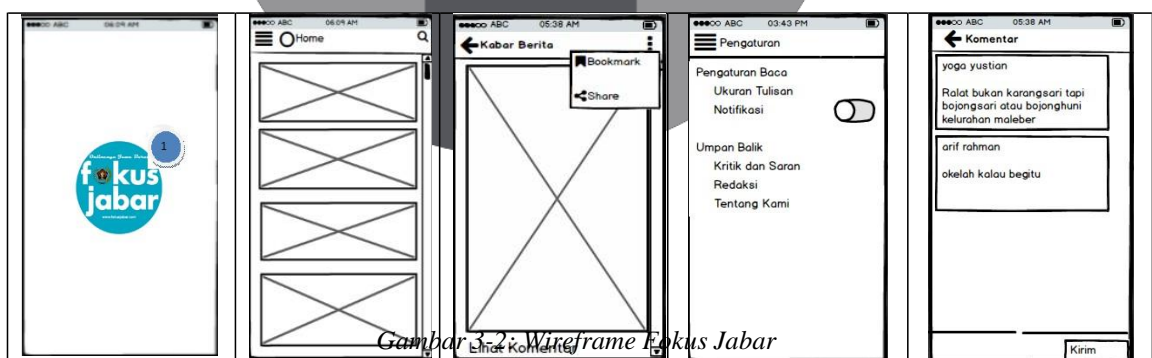 ABC 06:09 AM
1
fokus
jabar
ABC 06:09 AM
Home
ABC 05:38 AM
Kabar Berita
Bookmark
Share
Lihat Komentar
ABC 03:43 PM
Pengaturan
Pengaturan Baca
Ukuran Tulisan
Notifikasi
Umpan Balik
Kritik dan Saran
Redaksi
Tentang Kami
ABC 05:38 AM
Komentar
yoga yustian
Ralat bukan karangsari tapi
bojongsari atau bojonghuni
kelurahan maleber
arif rahman
okelah kalau begitu
Kirim
Gambar 3-2: Wireframe Fokus Jabar